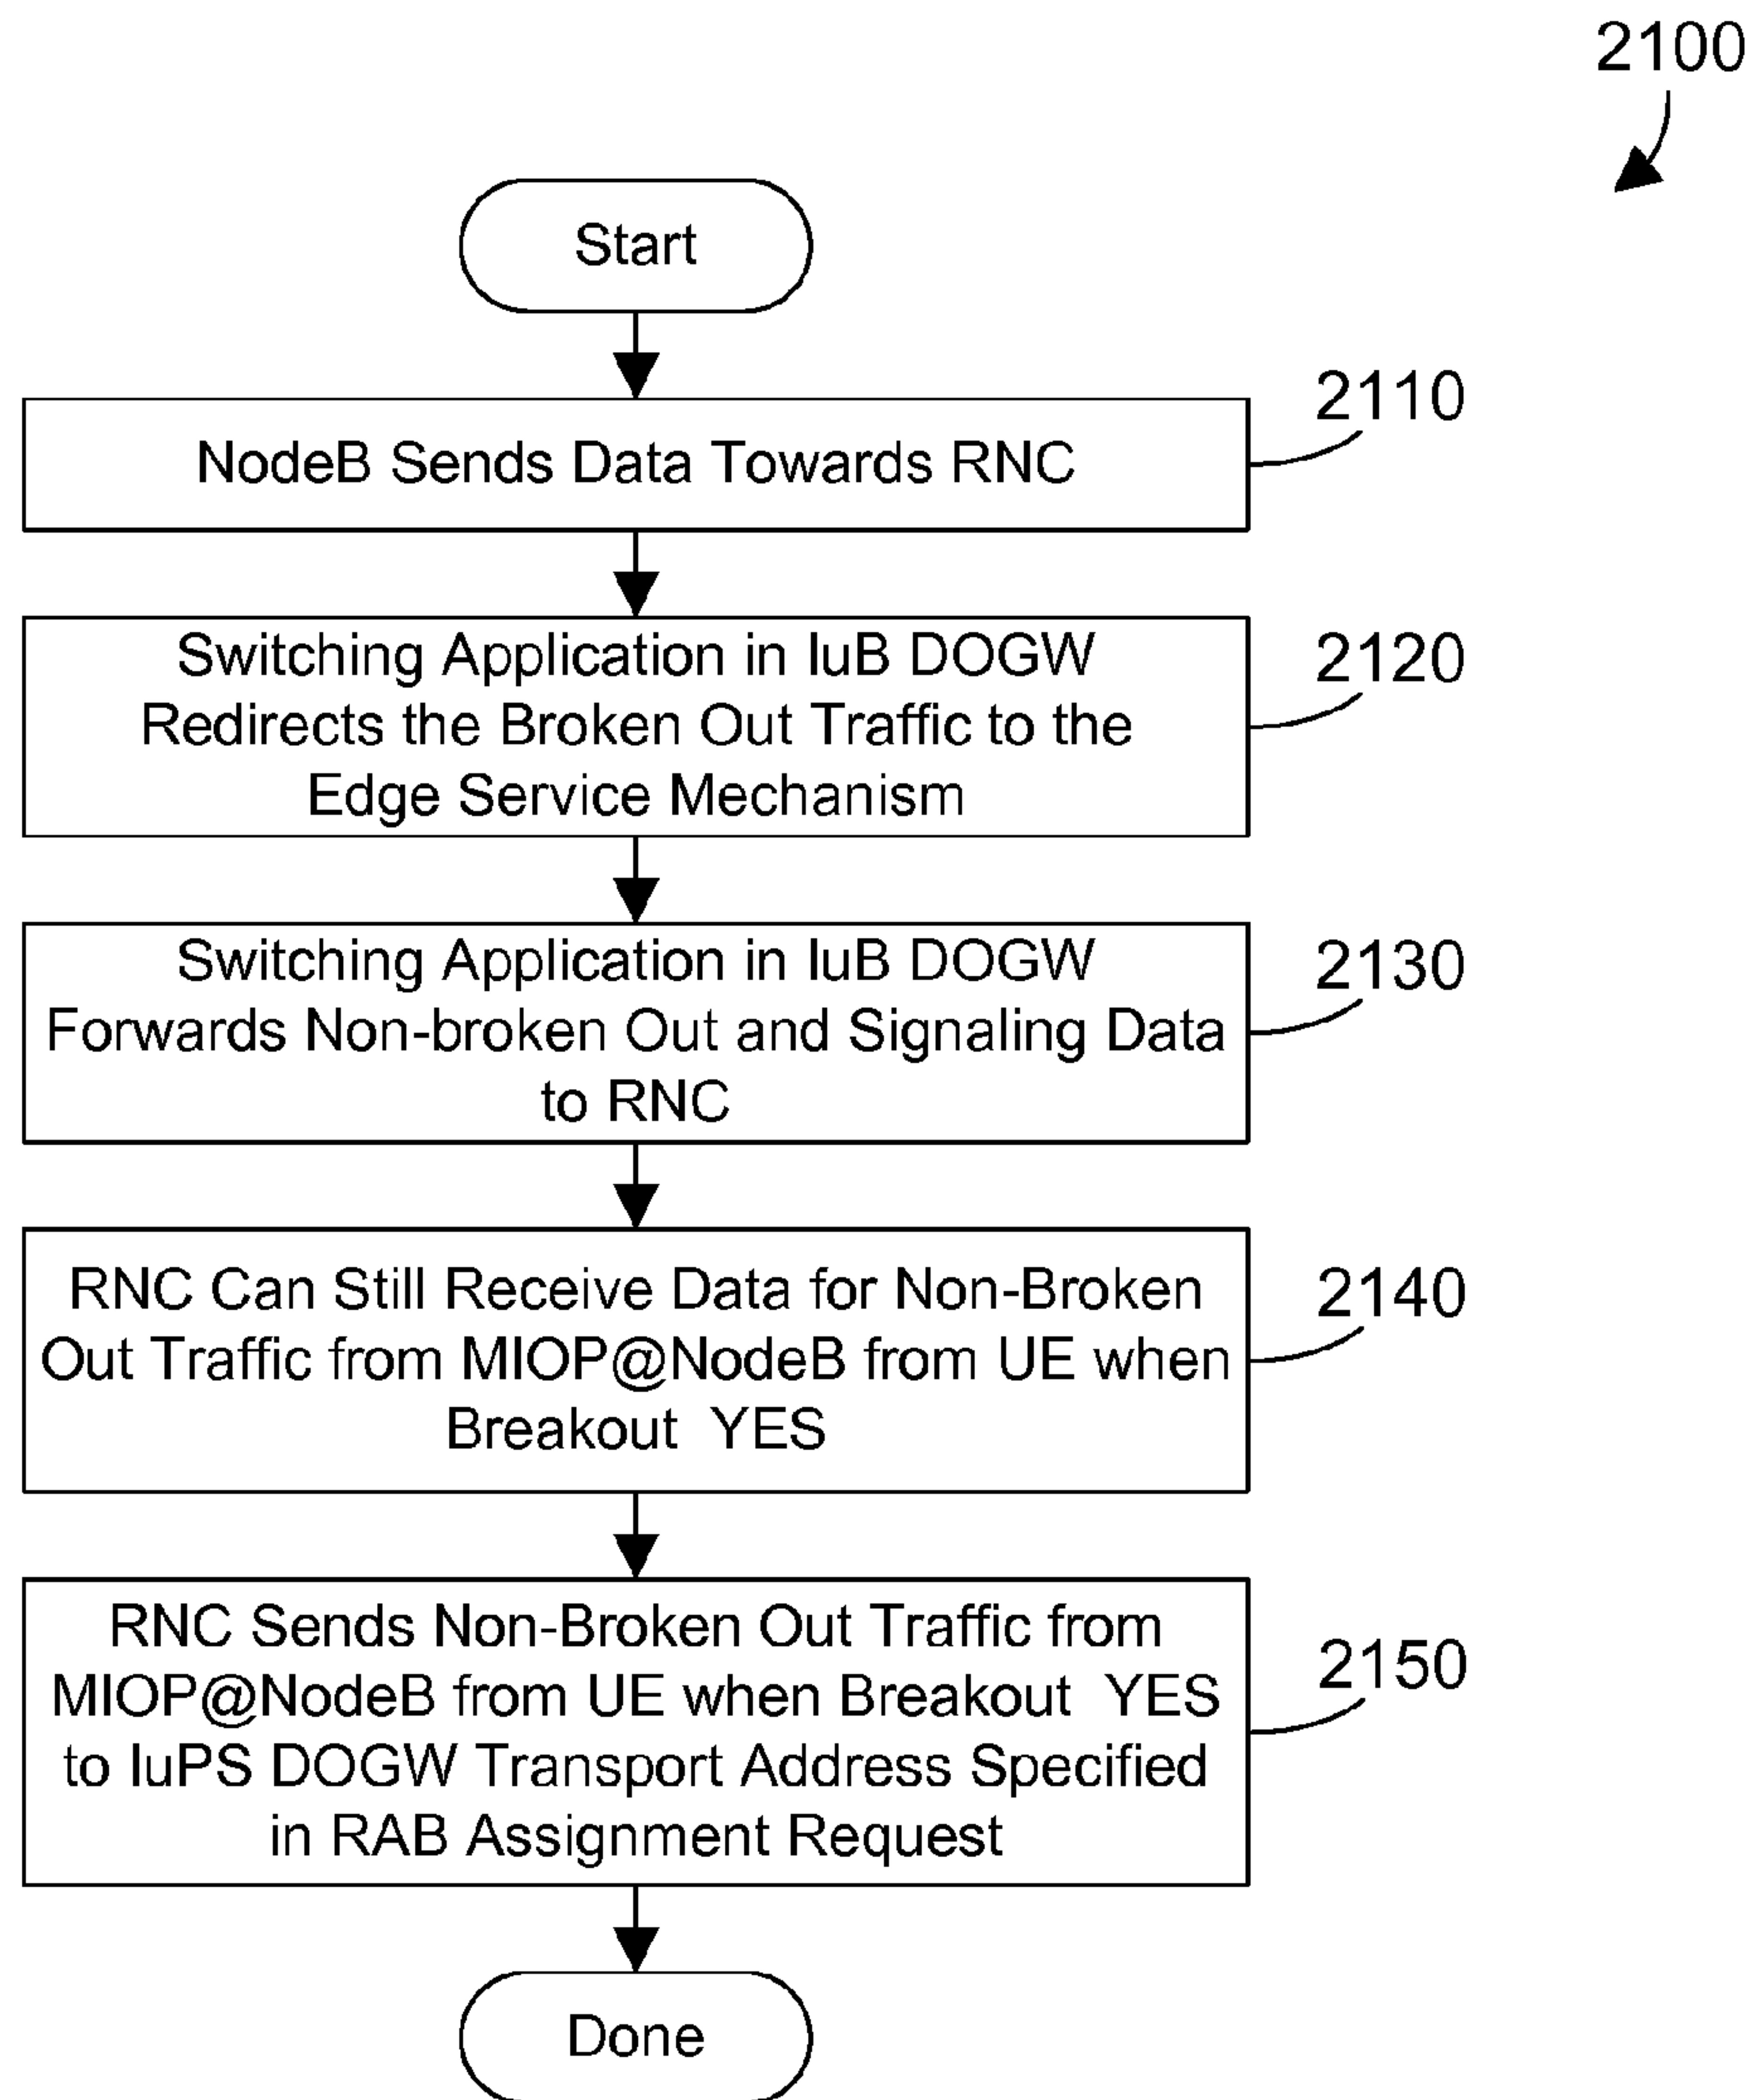 2100
Start
NodeB Sends Data Towards RNC
2110
Switching Application in IuB DOGW
Redirects the Broken Out Traffic to the
Edge Service Mechanism
2120
Switching Application in IuB DOGW
Forwards Non-broken Out and Signaling Data
to RNC
2130
RNC Can Still Receive Data for Non-Broken
Out Traffic from MIOP@NodeB from UE when
Breakout YES
2140
RNC Sends Non-Broken Out Traffic from
MIOP@NodeB from UE when Breakout YES
to IuPS DOGW Transport Address Specified
in RAB Assignment Request
2150
Done